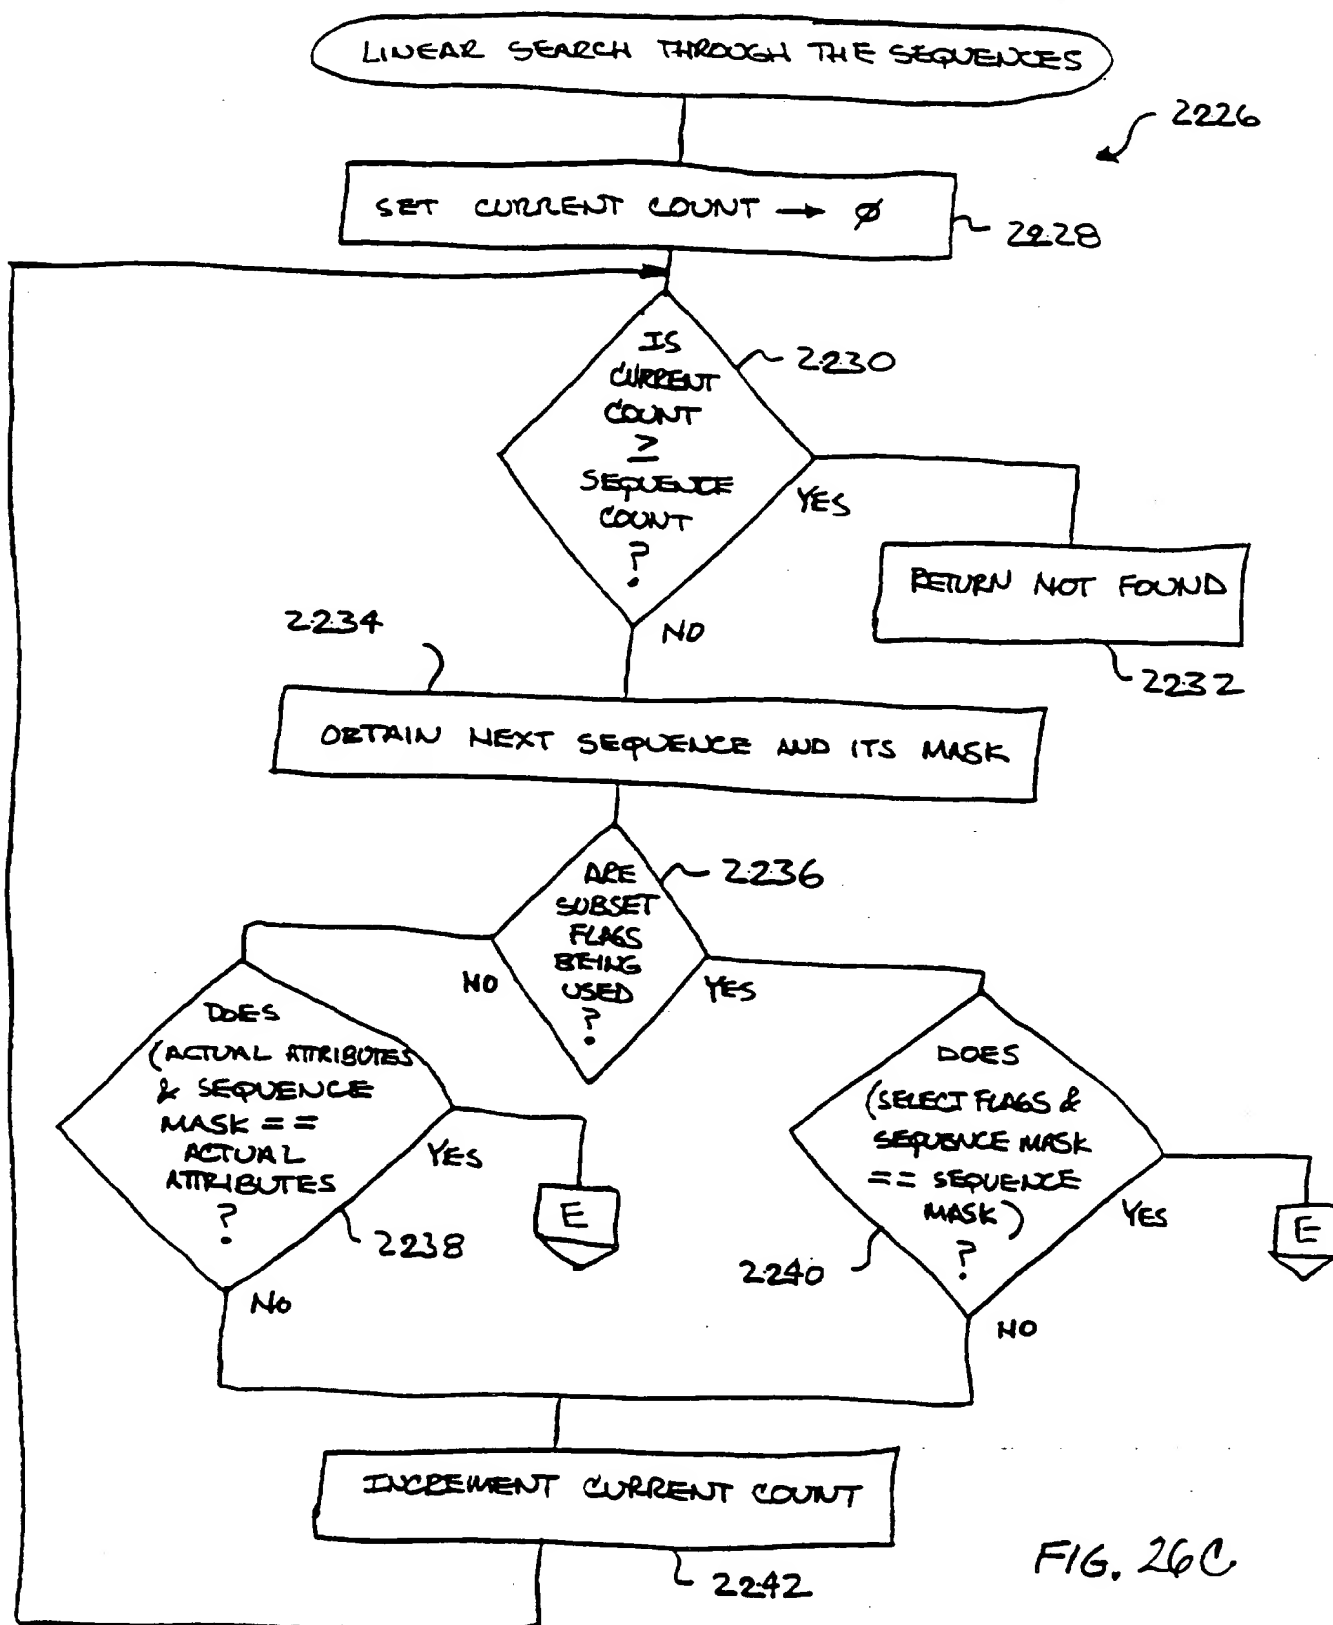 LINEAR SEARCH THROUGH THE SEQUENCES
2226
SET CURRENT COUNT → Ø
2228
IS
CURRENT
COUNT
≥
SEQUENCE
COUNT
?
2230
YES
RETURN NOT FOUND
2232
NO
2234
OBTAIN NEXT SEQUENCE AND ITS MASK
ARE
SUBSET
FLAGS
BEING
USED
?
2236
NO
YES
DOES
(ACTUAL ATTRIBUTES
& SEQUENCE
MASK ==
ACTUAL
ATTRIBUTES
?
YES
2238
E
NO
DOES
(SELECT FLAGS &
SEQUENCE MASK
== SEQUENCE
MASK)
?
YES
2240
E
NO
INCREMENT CURRENT COUNT
2242
FIG. 26C